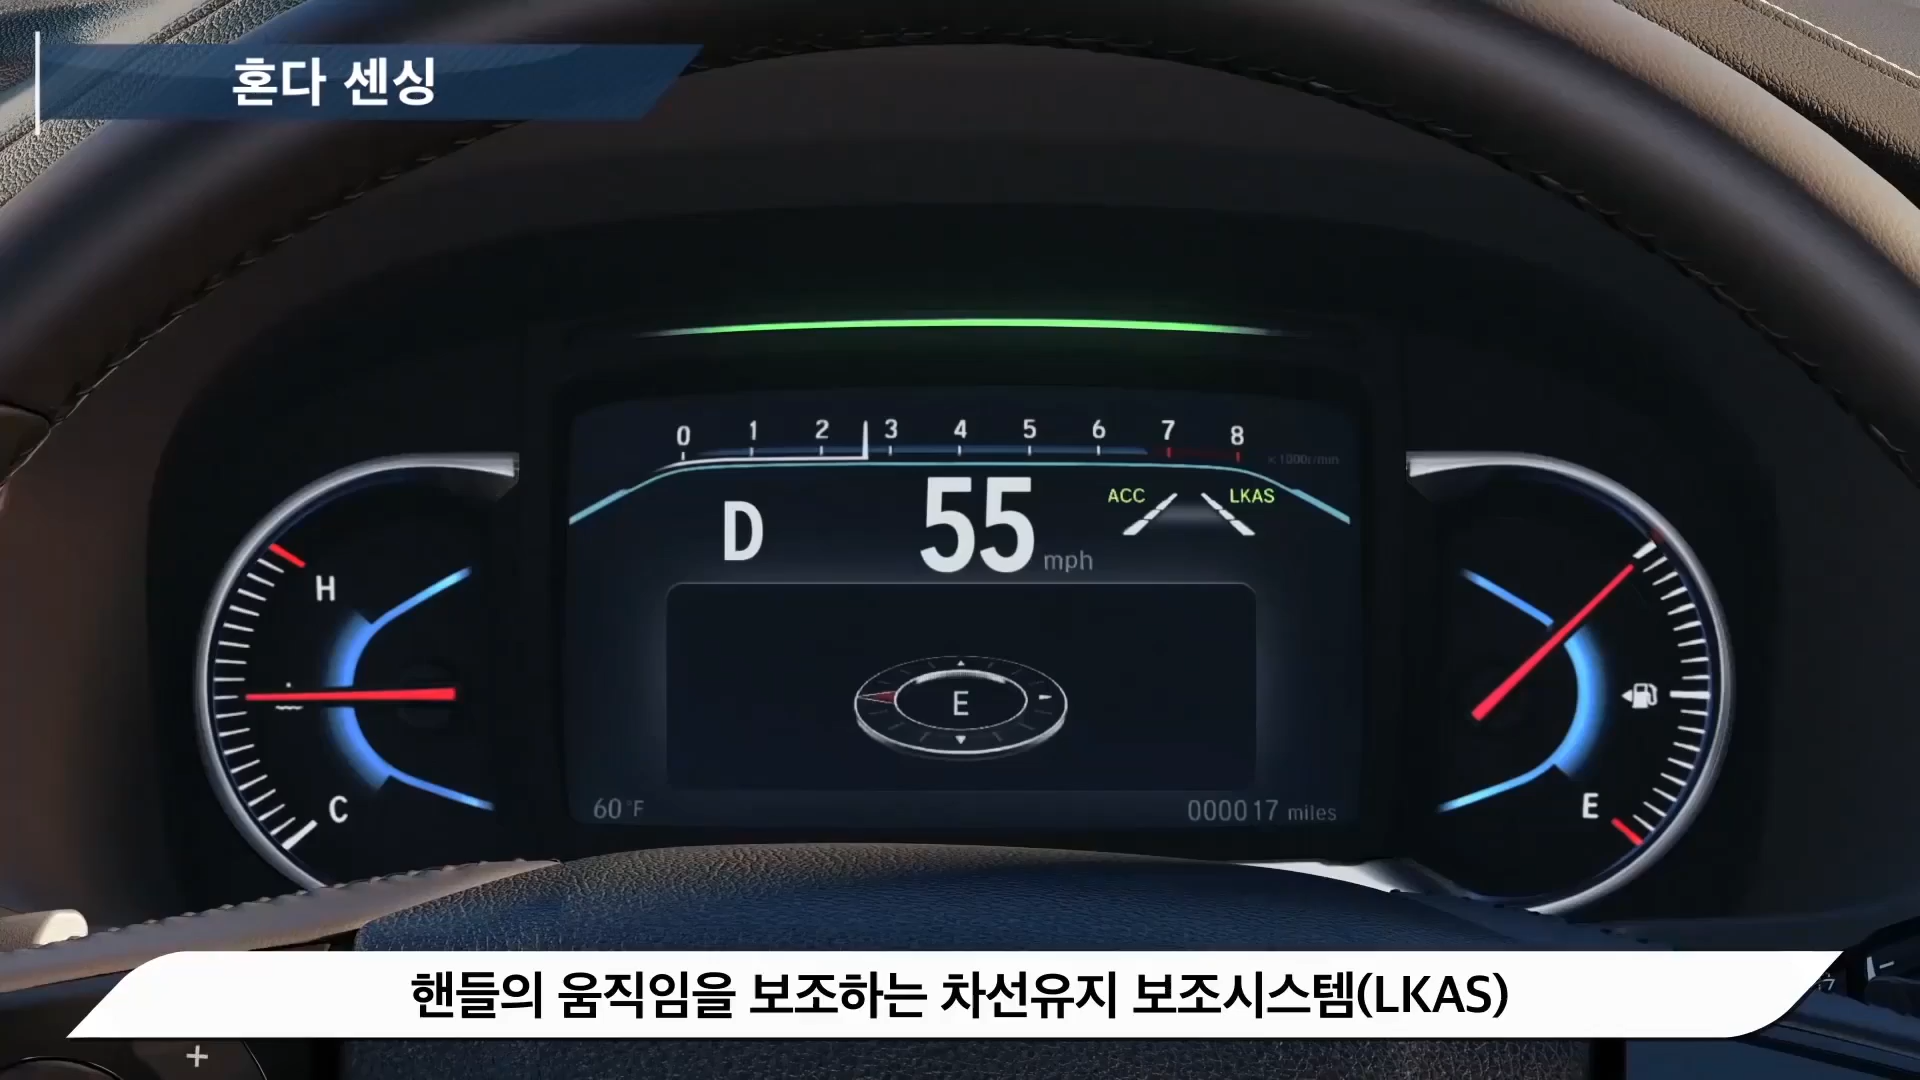 혼다 센싱
0 1 2 3 4 5 6 7 8
×1000r/min
ACC LKAS
D 55 mph
H
E
C
E
60°F 000017 miles
핸들의 움직임을 보조하는 차선유지 보조시스템(LKAS)
+